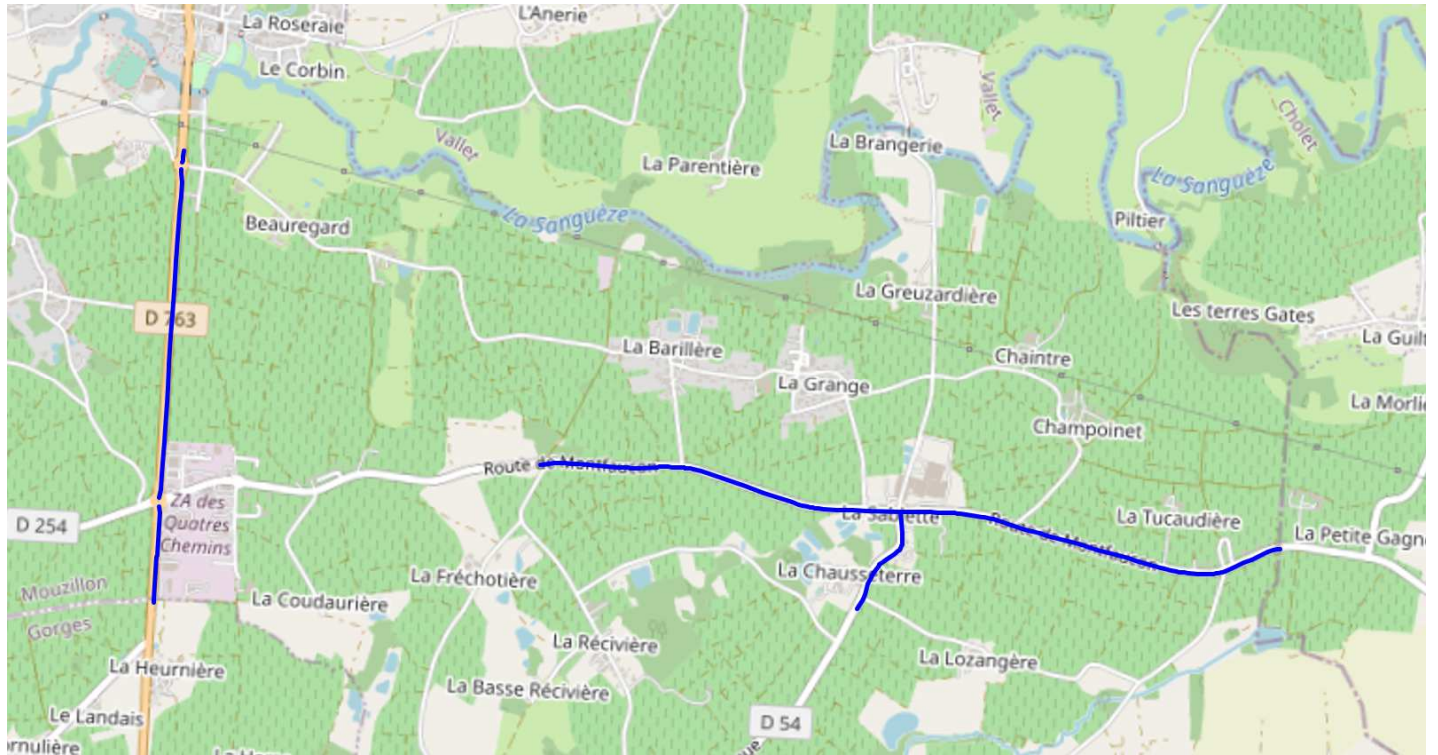 L'Anerie
La Roseraie
Le Corbin
Vallet
Vallet
Cholet
La Brangerie
La Parentière
La Sanguèze
La Sanguèze
Piltier
Beauregard
La Greuzardière
Les terres Gates
D 763
La Barillère
Chaintre
La Grange
La Morli
Champoinet
Route de Montfaucon
ZA des
Quatres
Chemins
D 254
La Sablette
Route de Montfaucon
La Tucaudière
La Petite Gagn
La Chausseterre
La Fréchotière
Mouzillon
Gorges
La Coudaurière
La Récivière
La Lozangère
La Heurnière
La Basse Récivière
Le Landais
D 54
rnulière